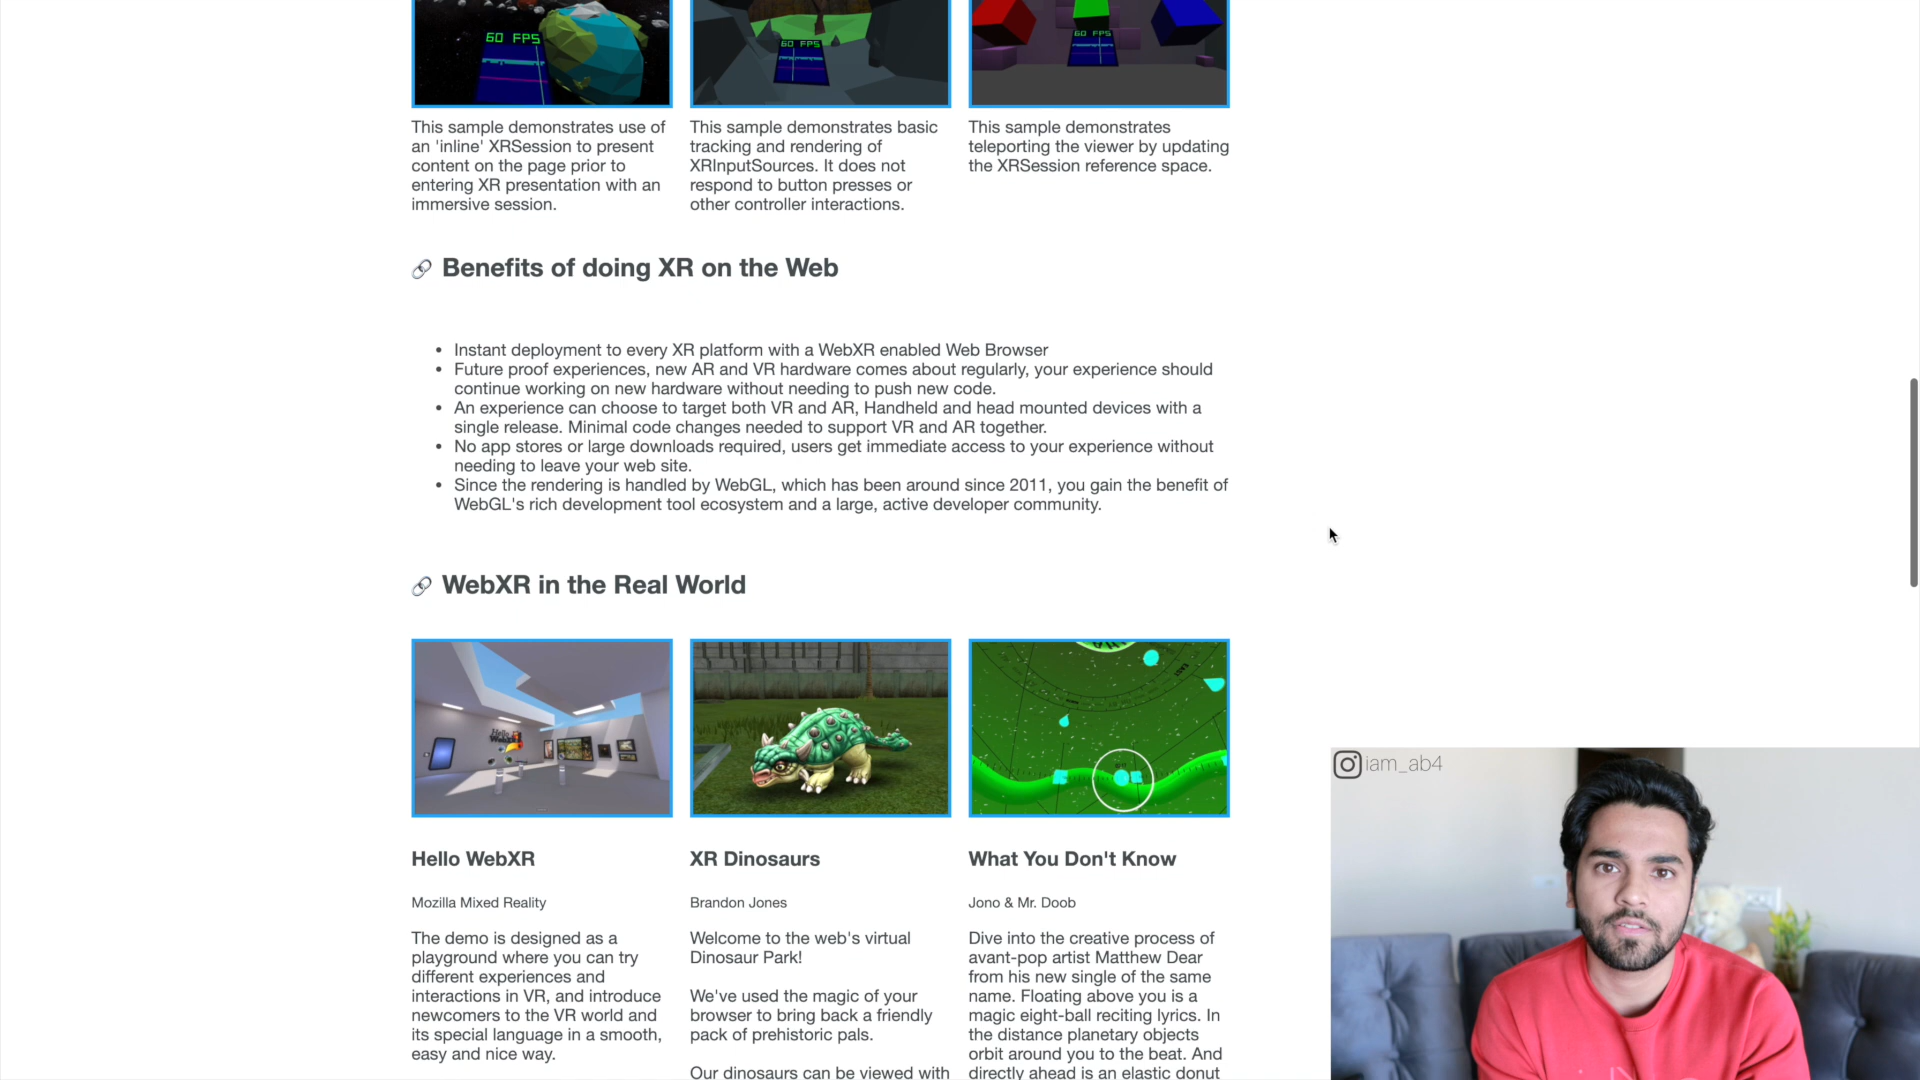 60 FPS
60 FPS
60 FPS
This sample demonstrates use of
an 'inline' XRSession to present
content on the page prior to
entering XR presentation with an
immersive session.
This sample demonstrates basic
tracking and rendering of
XRInputSources. It does not
respond to button presses or
other controller interactions.
This sample demonstrates
teleporting the viewer by updating
the XRSession reference space.
Benefits of doing XR on the Web
• Instant deployment to every XR platform with a WebXR enabled Web Browser
• Future proof experiences, new AR and VR hardware comes about regularly, your experience should
continue working on new hardware without needing to push new code.
• An experience can choose to target both VR and AR, Handheld and head mounted devices with a
single release. Minimal code changes needed to support VR and AR together.
• No app stores or large downloads required, users get immediate access to your experience without
needing to leave your web site.
• Since the rendering is handled by WebGL, which has been around since 2011, you gain the benefit of
WebGL's rich development tool ecosystem and a large, active developer community.
WebXR in the Real World
Hello
WebXR
Hello WebXR
Mozilla Mixed Reality
The demo is designed as a
playground where you can try
different experiences and
interactions in VR, and introduce
newcomers to the VR world and
its special language in a smooth,
easy and nice way.
XR Dinosaurs
Brandon Jones
Welcome to the web's virtual
Dinosaur Park!
We've used the magic of your
browser to bring back a friendly
pack of prehistoric pals.
Our dinosaurs can be viewed with
What You Don't Know
Jono & Mr. Doob
Dive into the creative process of
avant-pop artist Matthew Dear
from his new single of the same
name. Floating above you is a
magic eight-ball reciting lyrics. In
the distance planetary objects
orbit around you to the beat. And
directly ahead is an elastic donut
iam_ab4